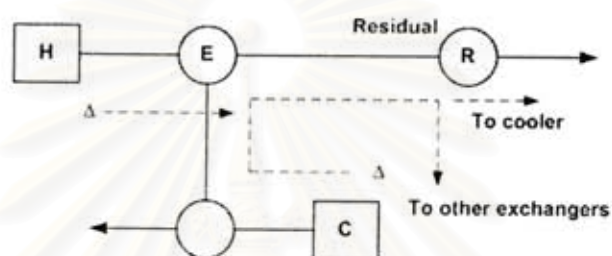 Residual
H
E
R
Δ
To cooler
Δ
To other exchangers
C